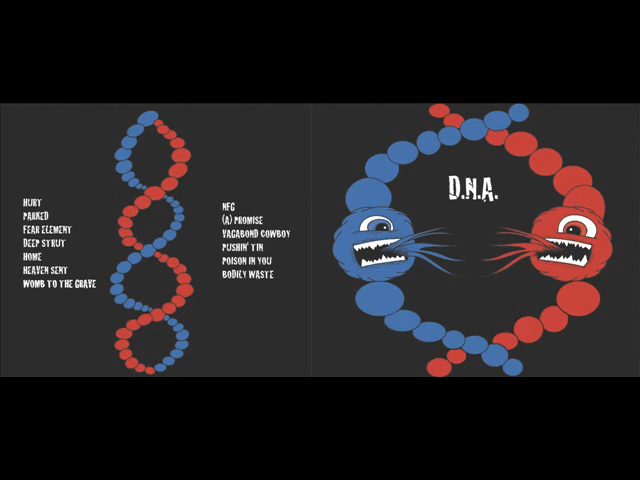 HURT
PARKED
FEAR ELEMENT
DEEP STRUT
HOME
HEAVEN SENT
WOMB TO THE GRAVE
NFG
(A) PROMISE
VAGABOND COWBOY
PUSHIN' TIN
POISON IN YOU
BODILY WASTE
D.N.A.